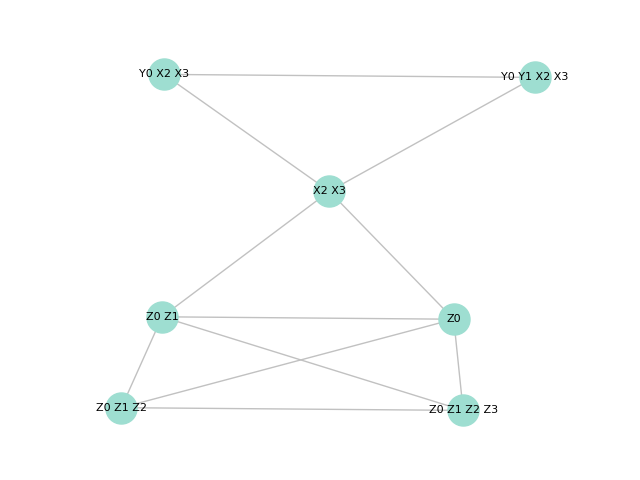 Y0 X2 X3
Y0 Y1 X2 X3
X2 X3
Z0 Z1
Z0
Z0 Z1 Z2
Z0 Z1 Z2 Z3